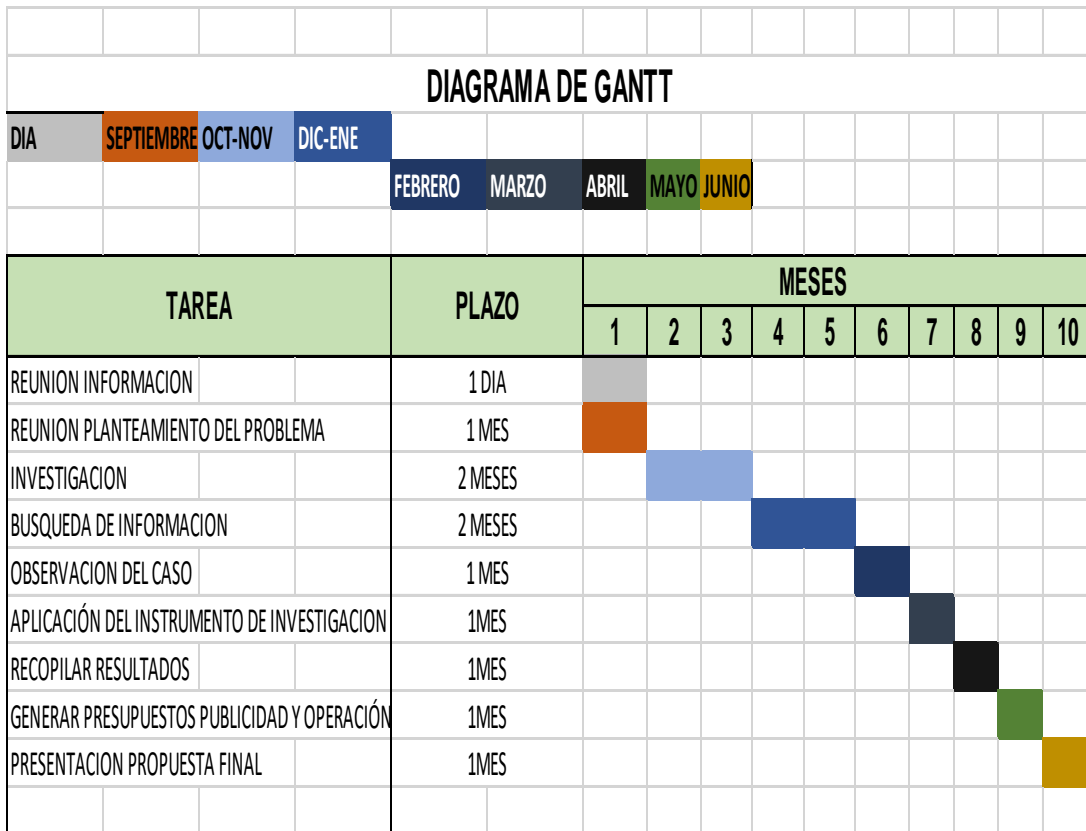 DIAGRAMA DE GANTT
DIA SEPTIEMBRE OCT-NOV DIC-ENE
FEBRERO MARZO ABRIL MAYO JUNIO
TAREA PLAZO MESES
1 2 3 4 5 6 7 8 9 10
REUNION INFORMACION 1 DIA
REUNION PLANTEAMIENTO DEL PROBLEMA 1 MES
INVESTIGACION 2 MESES
BUSQUEDA DE INFORMACION 2 MESES
OBSERVACION DEL CASO 1 MES
APLICACIÓN DEL INSTRUMENTO DE INVESTIGACION 1MES
RECOPILAR RESULTADOS 1MES
GENERAR PRESUPUESTOS PUBLICIDAD Y OPERACIÓN 1MES
PRESENTACION PROPUESTA FINAL 1MES